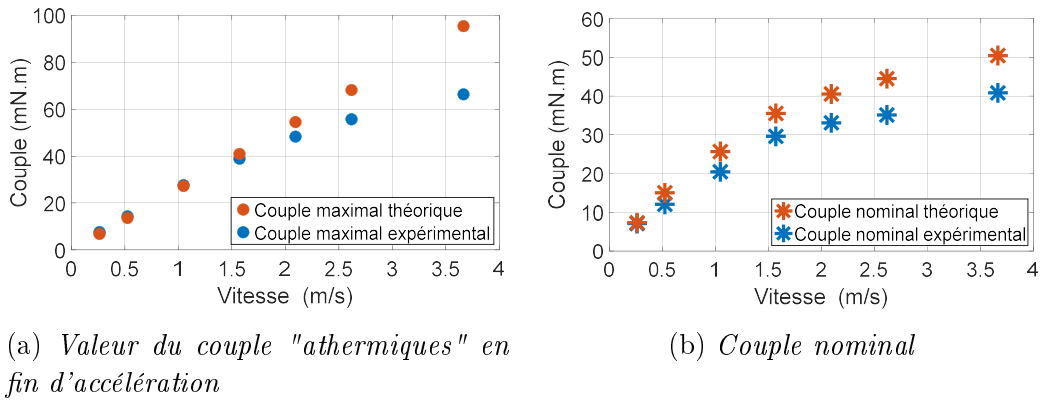 100
80
60
40
20
0
Couple (mN.m)
Couple maximal théorique
Couple maximal expérimental
0 0.5 1 1.5 2 2.5 3 3.5 4
Vitesse (m/s)
(a) Valeur du couple "athermiques" en
fin d'accélération
60
50
40
30
20
10
0
Couple (mN.m)
Couple nominal théorique
Couple nominal expérimental
0 0.5 1 1.5 2 2.5 3 3.5 4
Vitesse (m/s)
(b) Couple nominal